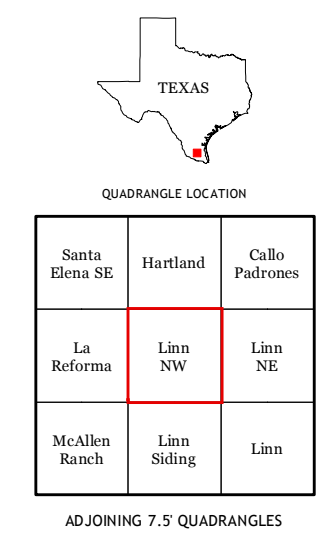 TEXAS
QUADRANGLE LOCATION
Santa
Elena SE
Hartland
Callo
Padrones
La
Reforma
Linn
NW
Linn
NE
McAllen
Ranch
Linn
Siding
Linn
ADJOINING 7.5' QUADRANGLES